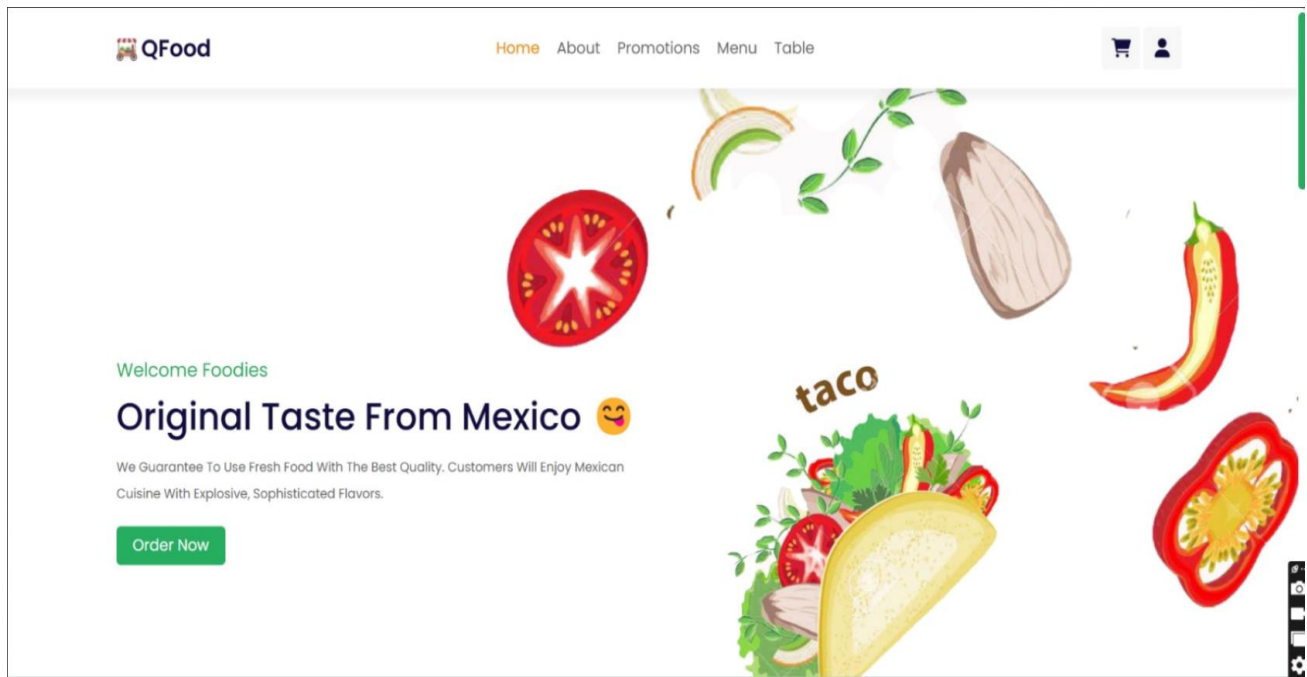 QFood
Home About Promotions Menu Table
taco
Welcome Foodies
Original Taste From Mexico 😋
We Guarantee To Use Fresh Food With The Best Quality. Customers Will Enjoy Mexican
Cuisine With Explosive, Sophisticated Flavors.
Order Now